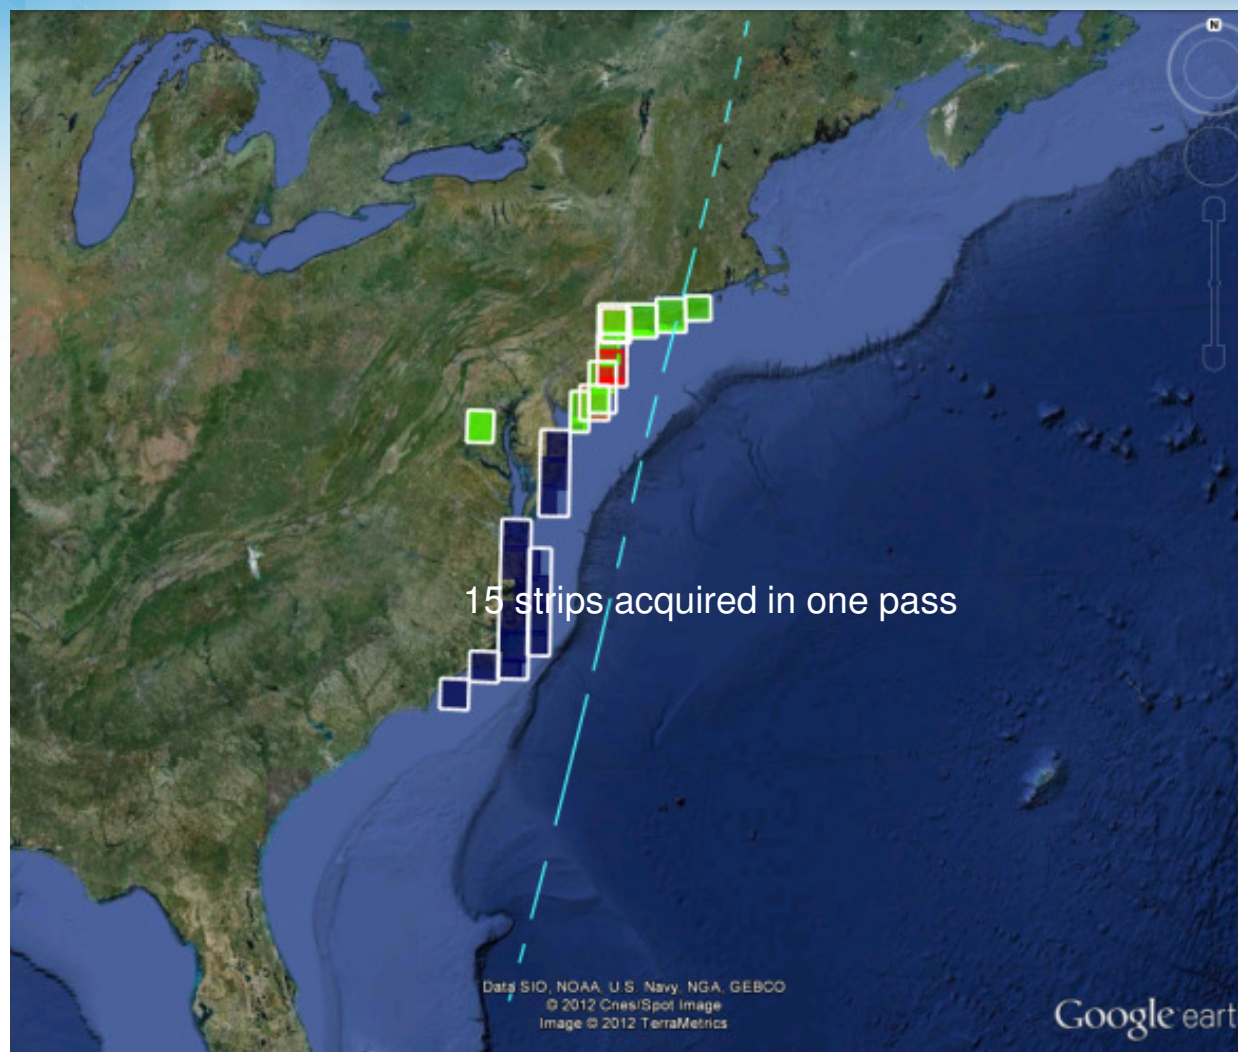 N
15 strips acquired in one pass
Data SIO, NOAA, U.S. Navy, NGA, GEBCO
© 2012 Cnes/Spot Image
Image © 2012 TerraMetrics
Google eart